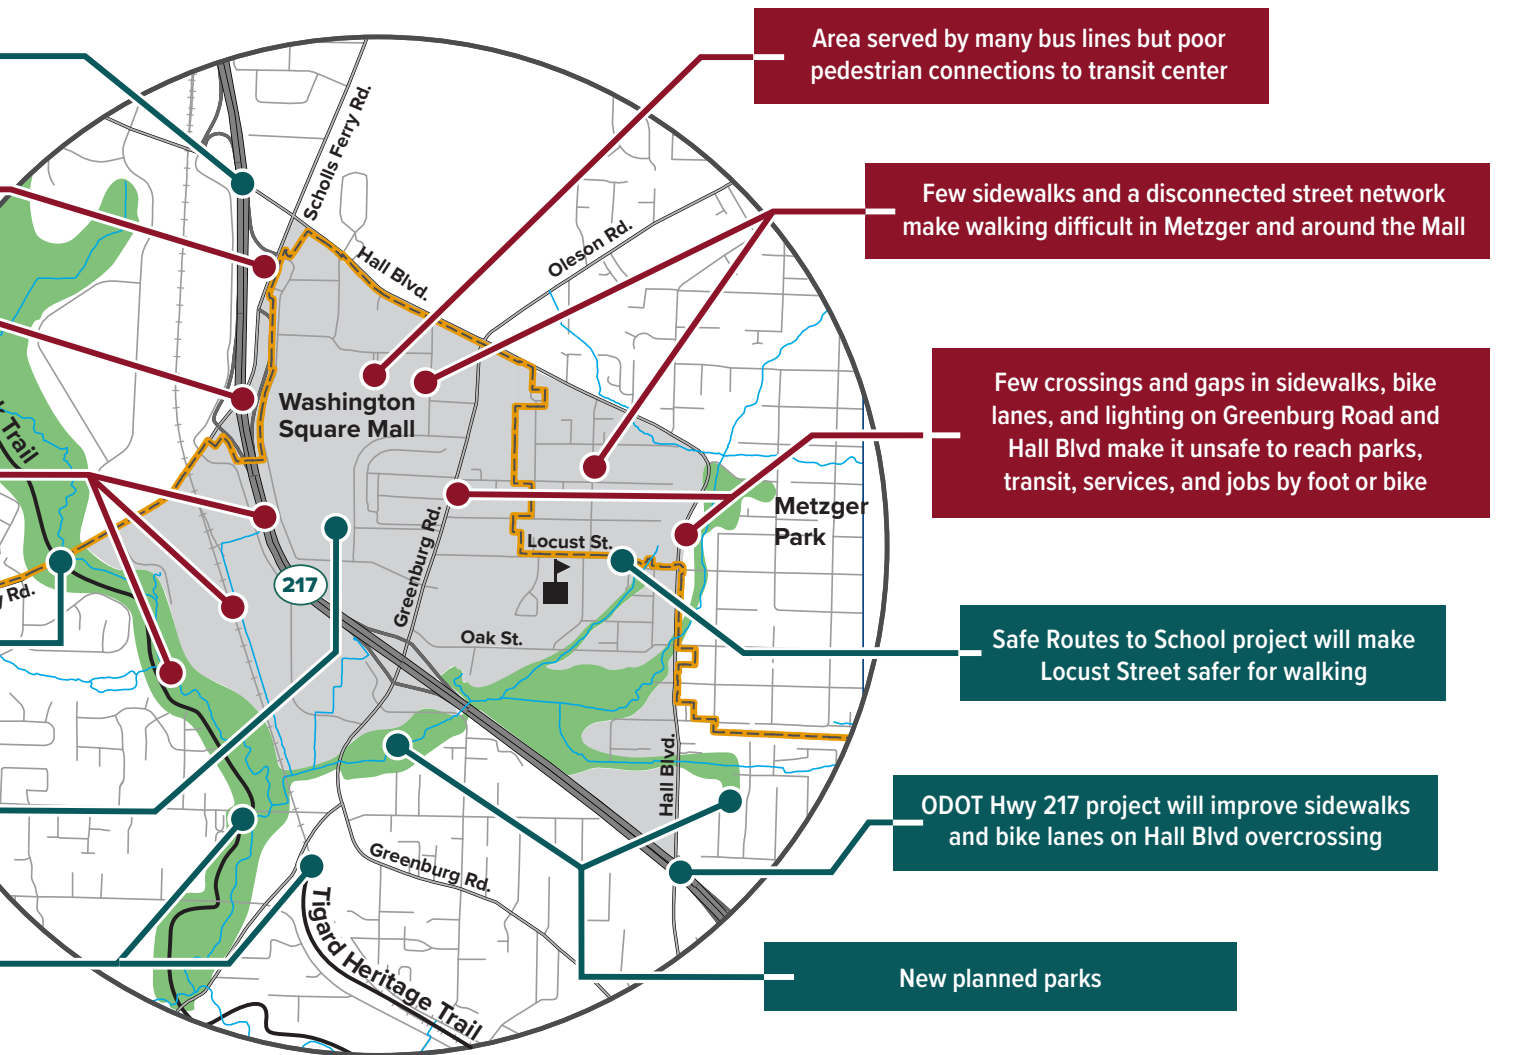 Area served by many bus lines but poor
pedestrian connections to transit center
Few sidewalks and a disconnected street network
make walking difficult in Metzger and around the Mall
Few crossings and gaps in sidewalks, bike
lanes, and lighting on Greenburg Road and
Hall Blvd make it unsafe to reach parks,
transit, services, and jobs by foot or bike
Safe Routes to School project will make
Locust Street safer for walking
ODOT Hwy 217 project will improve sidewalks
and bike lanes on Hall Blvd overcrossing
New planned parks
Scholls Ferry Rd.
Hall Blvd.
Oleson Rd.
Washington
Square Mall
Trail
Metzger
Park
Greenburg Rd.
Locust St.
217
Rd.
Oak St.
Hall Blvd.
Greenburg Rd.
Tigard Heritage Trail